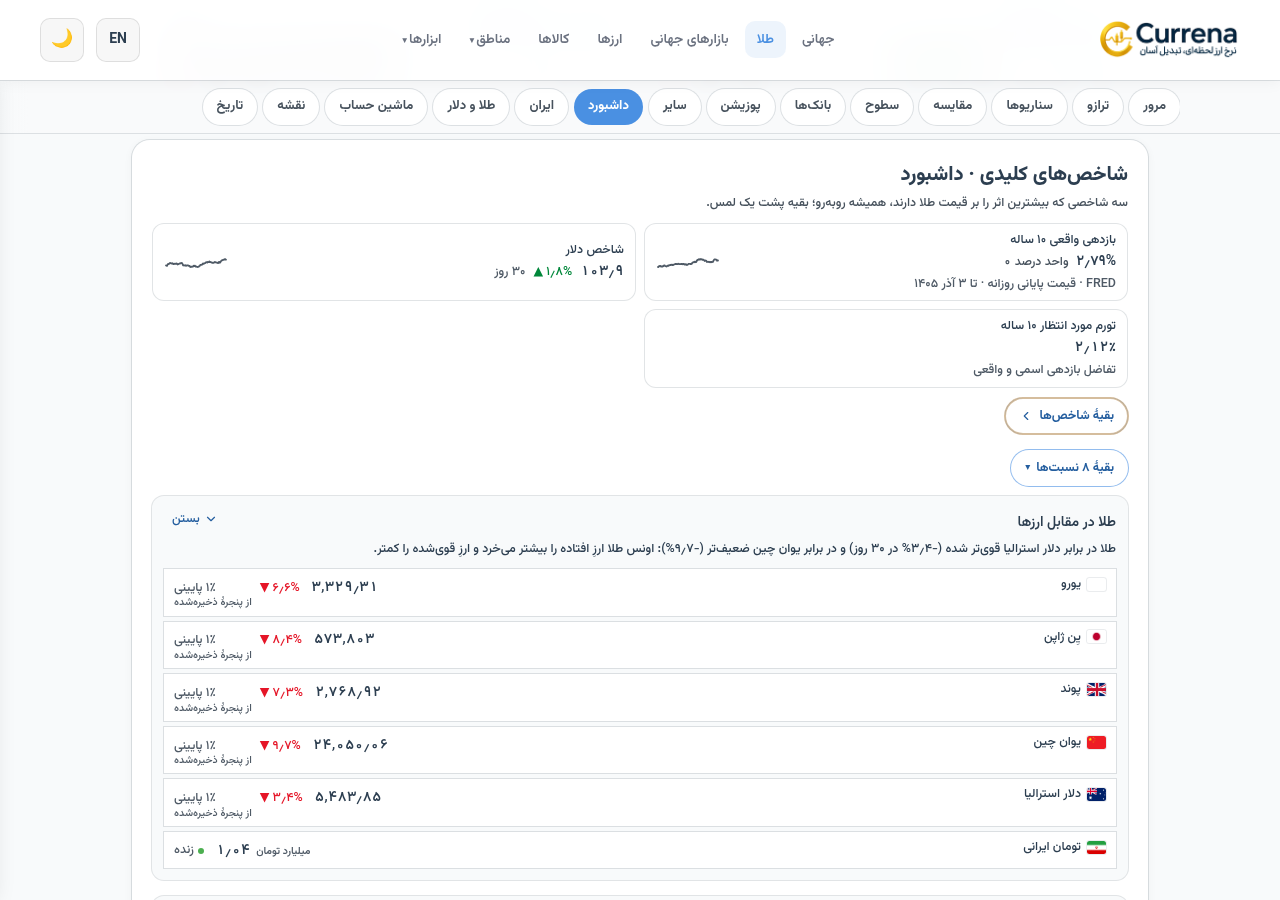 Currena
نرخ ارز لحظه‌ای، تبدیل آسان
جهانی
طلا
بازارهای جهانی
ارزها
کالاها
مناطق ▾
ابزارها ▾
EN
مرور
ترازو
سناریوها
مقایسه
سطوح
بانک‌ها
پوزیشن
سایر
داشبورد
ایران
طلا و دلار
ماشین حساب
نقشه
تاریخ
شاخص‌های کلیدی · داشبورد
سه شاخصی که بیشترین اثر را بر قیمت طلا دارند، همیشه روبه‌رو؛ بقیه پشت یک لمس.
بازدهی واقعی ۱۰ ساله
۲٫۷۹% واحد درصد ۰
FRED · قیمت پایانی روزانه · تا ۳ آذر ۱۴۰۵
شاخص دلار
۱۰۳٫۹ ▲۱٫۸% ۳۰ روز
تورم مورد انتظار ۱۰ ساله
۲٫۱۲٪
تفاضل بازدهی اسمی و واقعی
بقیهٔ شاخص‌ها
بقیهٔ ۸ نسبت‌ها ▾
طلا در مقابل ارزها
بستن
طلا در برابر دلار استرالیا قوی‌تر شده (-۳٫۴% در ۳۰ روز) و در برابر یوان چین ضعیف‌تر (-۹٫۷%): اونس طلا ارزِ افتاده را بیشتر می‌خرد و ارزِ قوی‌شده را کمتر.
یورو
۳,۳۲۹٫۳۱ ▼۶٫۶% ۱٪ پایینی
از پنجرهٔ ذخیره‌شده
ین ژاپن
۵۷۳,۸۰۳ ▼۸٫۴% ۱٪ پایینی
از پنجرهٔ ذخیره‌شده
پوند
۲,۷۶۸٫۹۲ ▼۷٫۳% ۱٪ پایینی
از پنجرهٔ ذخیره‌شده
یوان چین
۲۴,۰۵۰٫۰۶ ▼۹٫۷% ۱٪ پایینی
از پنجرهٔ ذخیره‌شده
دلار استرالیا
۵,۴۸۳٫۸۵ ▼۳٫۴% ۱٪ پایینی
از پنجرهٔ ذخیره‌شده
تومان ایرانی
میلیارد تومان ۱٫۰۴ زنده